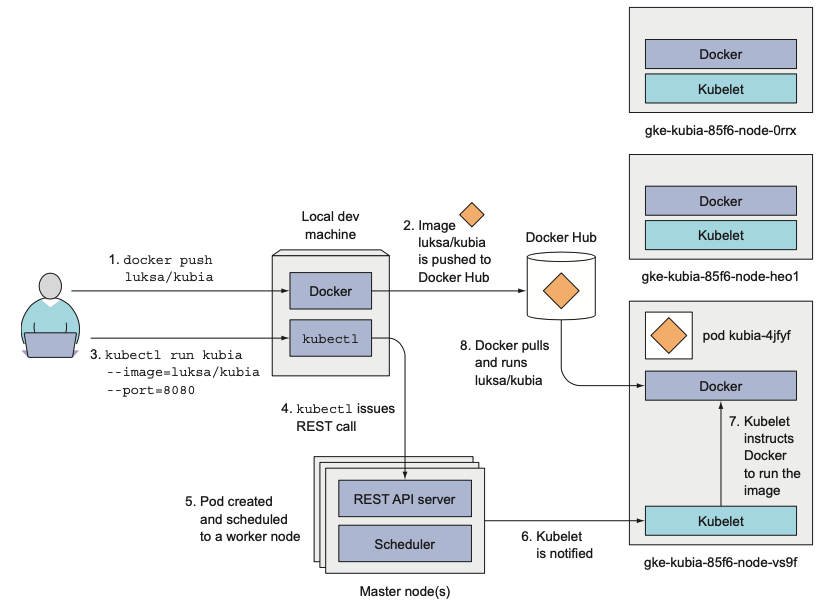 Docker
Kubelet
gke-kubia-85f6-node-0rrx
Docker
Kubelet
gke-kubia-85f6-node-heo1
Local dev
machine
1. docker push
luksa/kubia
Docker
kubectl
2. Image
luksa/kubia
is pushed to
Docker Hub
Docker Hub
3. kubectl run kubia
--image=luksa/kubia
--port=8080
4. kubectl issues
REST call
5. Pod created
and scheduled
to a worker node
REST API server
Scheduler
Master node(s)
6. Kubelet
is notified
pod kubia-4jfyf
Docker
7. Kubelet
instructs
Docker
to run the
image
Kubelet
gke-kubia-85f6-node-vs9f
8. Docker pulls
and runs
luksa/kubia